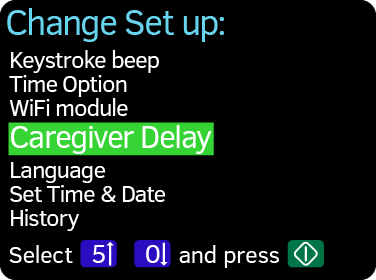 Change Set up:
Keystroke beep
Time Option
WiFi module
Caregiver Delay
Language
Set Time & Date
History
Select 5↑ 0↓ and press